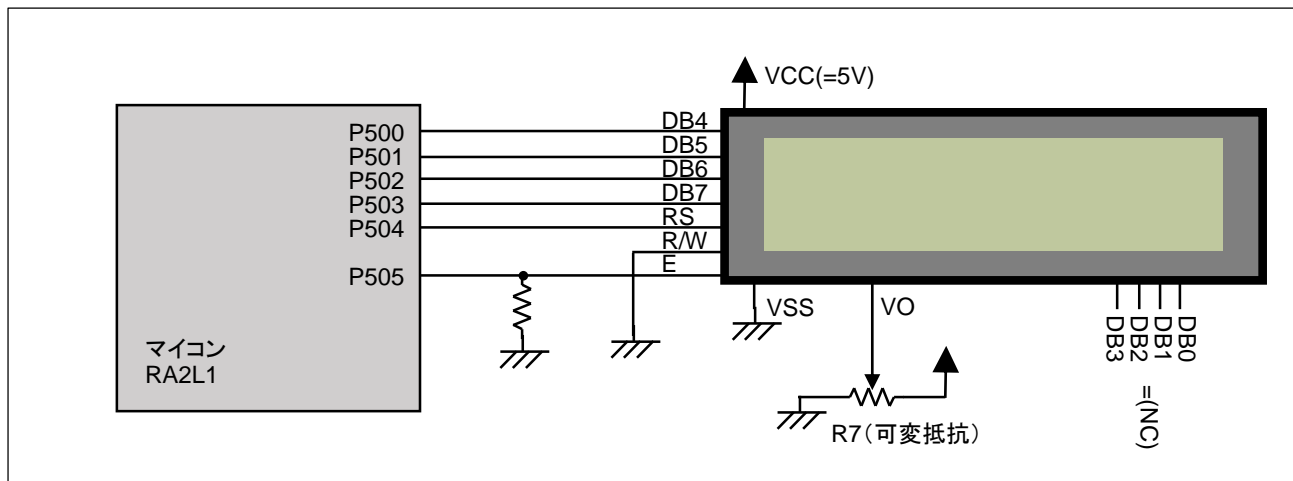 VCC(=5V)
P500
DB4
P501
DB5
P502
DB6
P503
DB7
P504
RS
R/W
P505
E
VSS
VO
DB3
DB2
DB1
DB0
=(NC)
マイコン
RA2L1
R7(可変抵抗)